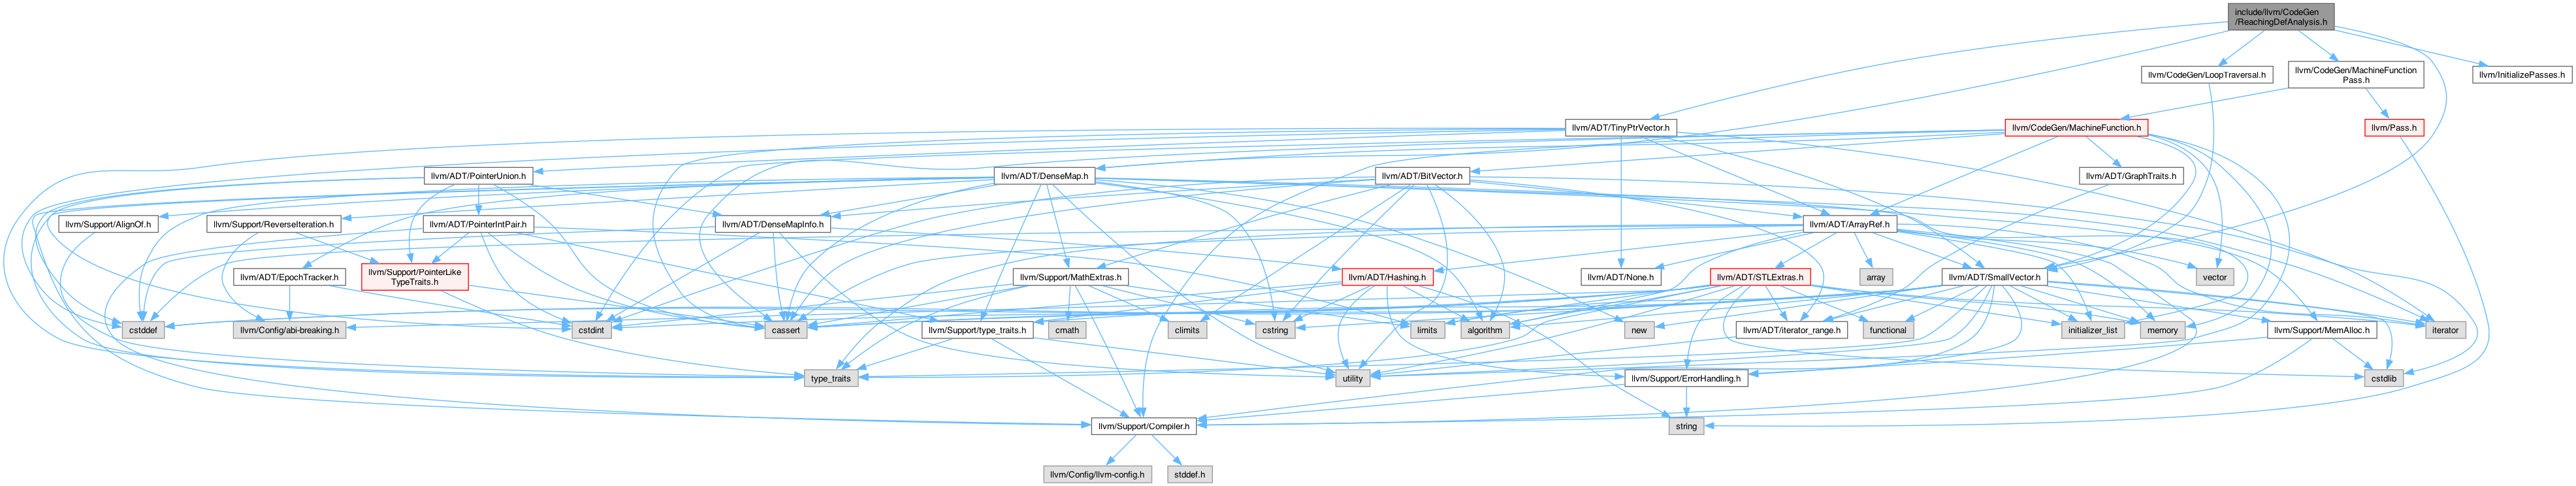 include/llvm/CodeGen
/ReachingDefAnalysis.h
llvm/CodeGen/LoopTraversal.h
llvm/CodeGen/MachineFunction
Pass.h
llvm/InitializePasses.h
llvm/ADT/TinyPtrVector.h
llvm/CodeGen/MachineFunction.h
llvm/Pass.h
llvm/ADT/PointerUnion.h
llvm/ADT/DenseMap.h
llvm/ADT/BitVector.h
llvm/ADT/GraphTraits.h
llvm/Support/AlignOf.h
llvm/Support/ReverseIteration.h
llvm/ADT/PointerIntPair.h
llvm/ADT/DenseMapInfo.h
llvm/ADT/ArrayRef.h
llvm/ADT/EpochTracker.h
llvm/Support/PointerLike
TypeTraits.h
llvm/Support/MathExtras.h
llvm/ADT/Hashing.h
llvm/ADT/None.h
llvm/ADT/STLExtras.h
array
llvm/ADT/SmallVector.h
vector
cstddef
llvm/Config/abi-breaking.h
cstdint
cassert
llvm/Support/type_traits.h
cmath
climits
cstring
limits
algorithm
new
llvm/ADT/iterator_range.h
functional
initializer_list
memory
llvm/Support/MemAlloc.h
iterator
type_traits
utility
llvm/Support/ErrorHandling.h
cstdlib
llvm/Support/Compiler.h
string
llvm/Config/llvm-config.h
stddef.h